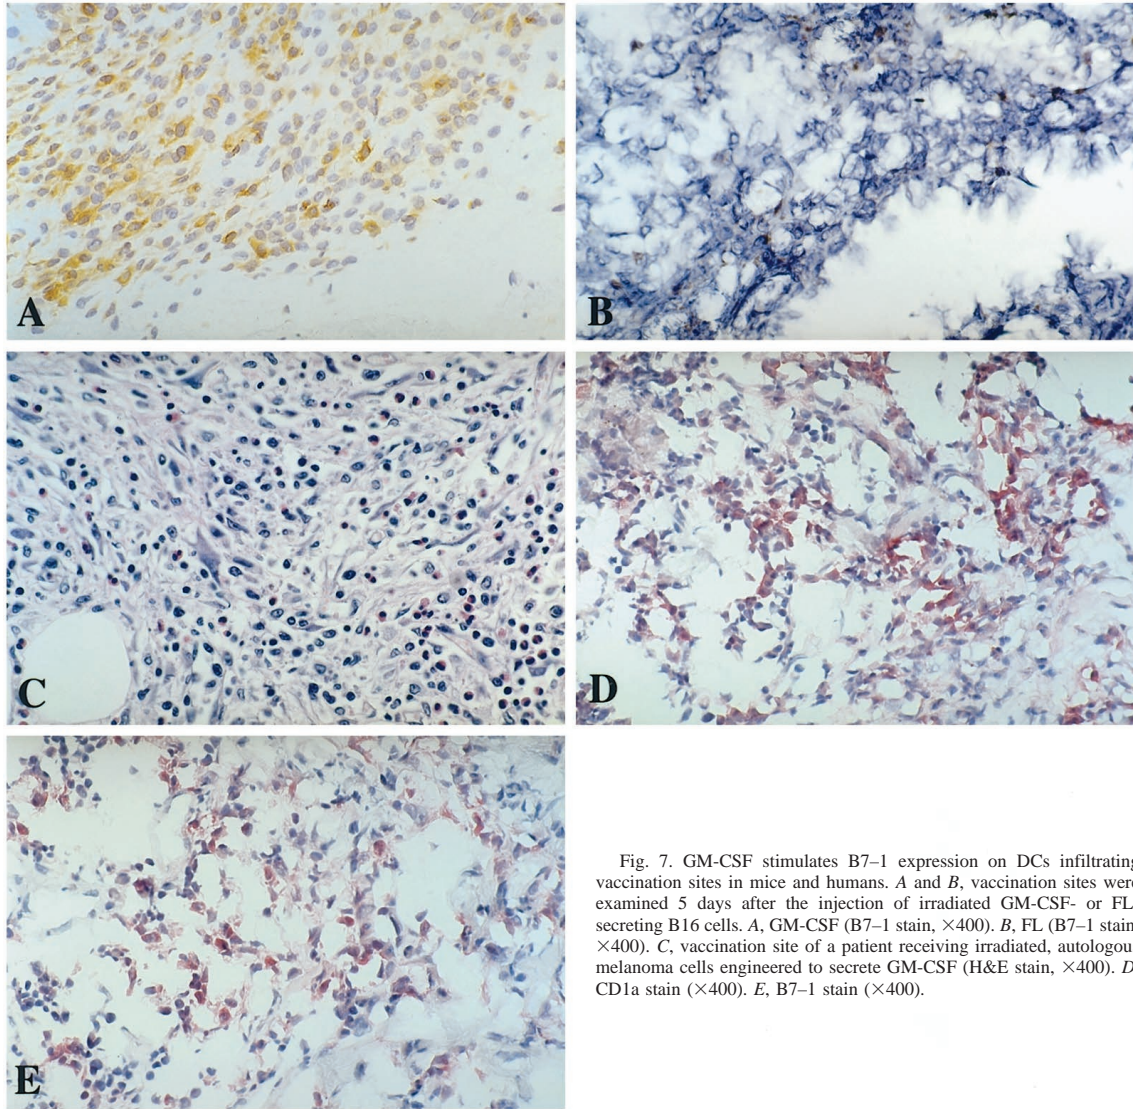 A
B
C
D
E
Fig. 7. GM-CSF stimulates B7–1 expression on DCs infiltrating
vaccination sites in mice and humans. A and B, vaccination sites were
examined 5 days after the injection of irradiated GM-CSF- or FL
secreting B16 cells. A, GM-CSF (B7–1 stain, ×400). B, FL (B7–1 stain
×400). C, vaccination site of a patient receiving irradiated, autologou
melanoma cells engineered to secrete GM-CSF (H&E stain, ×400). D
CD1a stain (×400). E, B7–1 stain (×400).